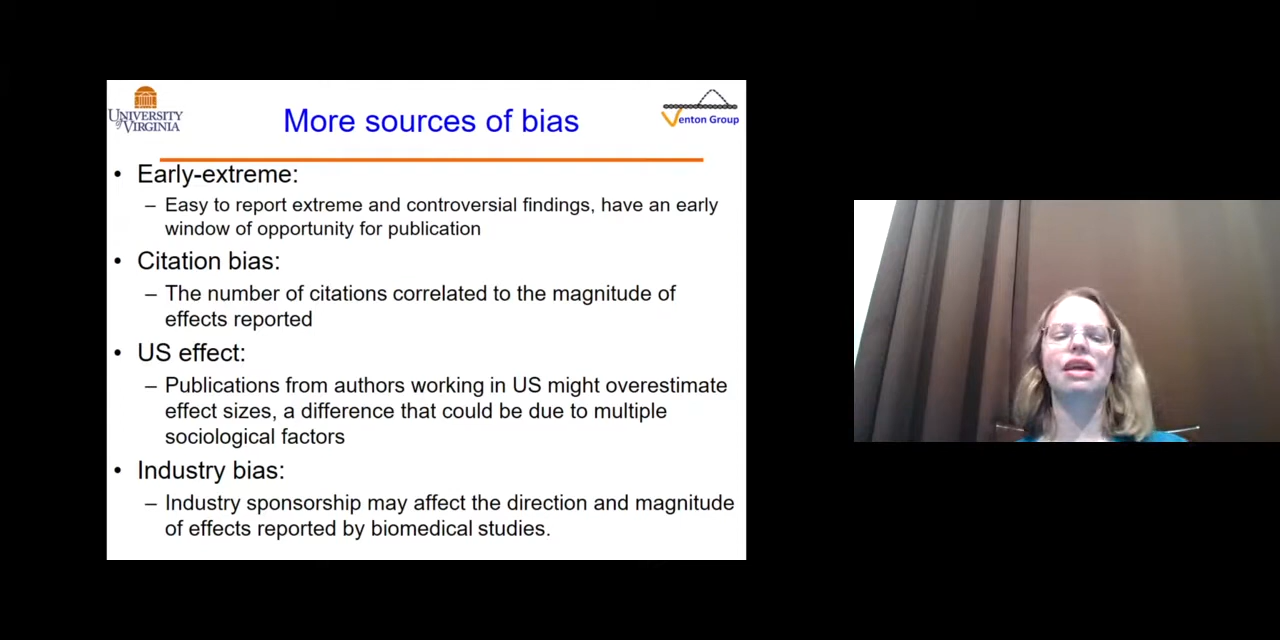 UNIVERSITY
of VIRGINIA
More sources of bias
Venton Group
• Early-extreme:
– Easy to report extreme and controversial findings, have an early
window of opportunity for publication
• Citation bias:
– The number of citations correlated to the magnitude of
effects reported
• US effect:
– Publications from authors working in US might overestimate
effect sizes, a difference that could be due to multiple
sociological factors
• Industry bias:
– Industry sponsorship may affect the direction and magnitude
of effects reported by biomedical studies.